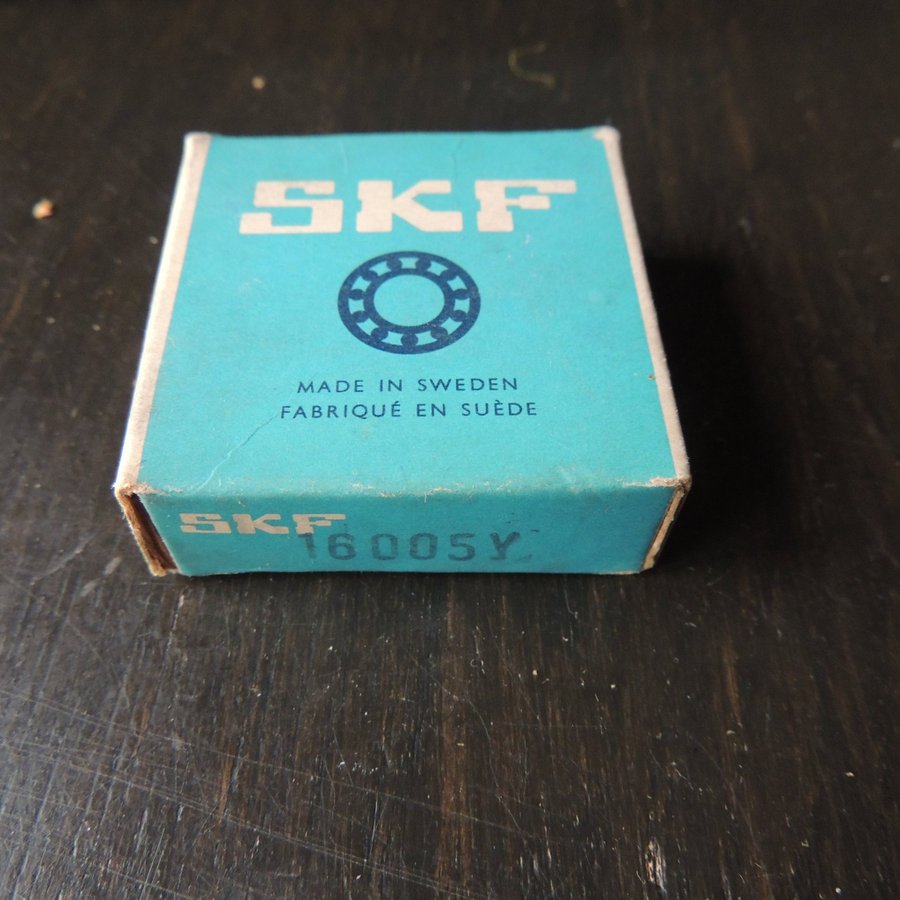 SKF
MADE IN SWEDEN
FABRIQUÉ EN SUÈDE
SKF
16005Y